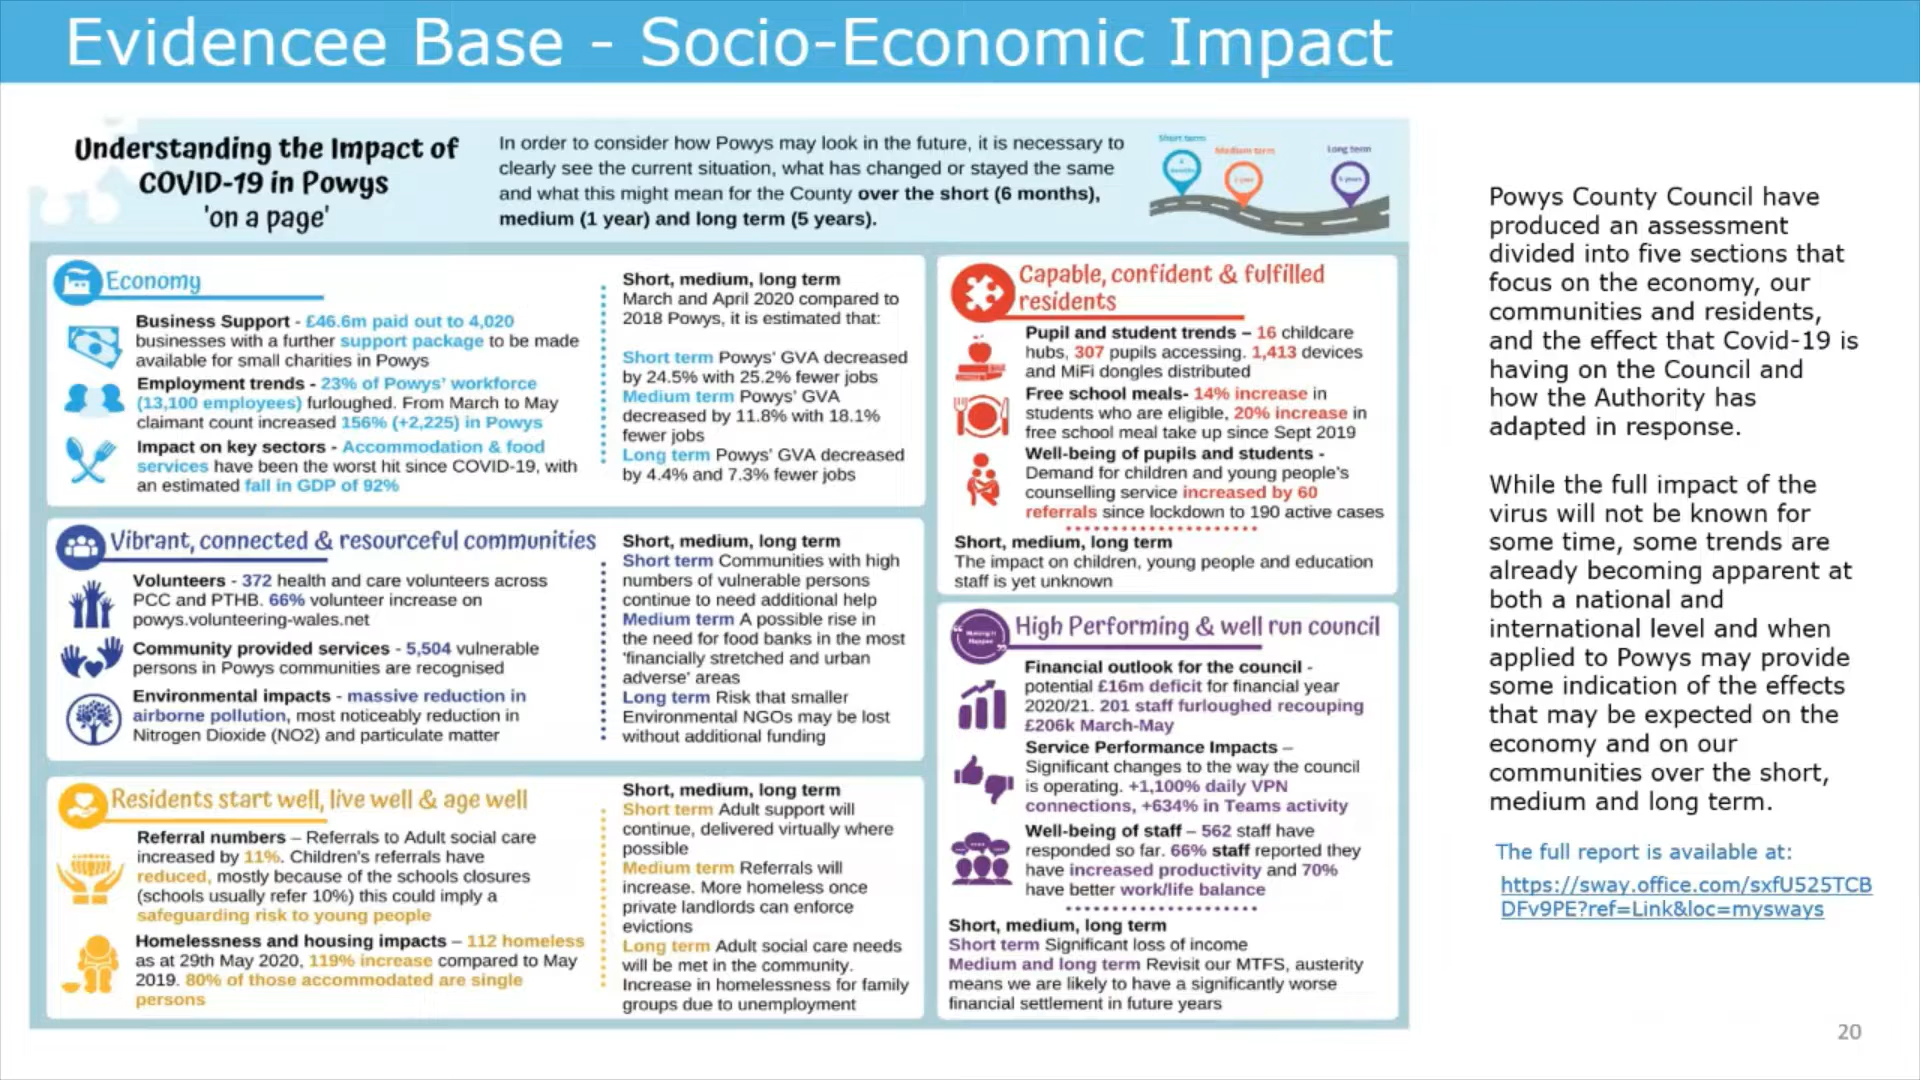 Evidencee Base - Socio-Economic Impact
Understanding the Impact of
COVID-19 in Powys
'on a page'
In order to consider how Powys may look in the future, it is necessary to
clearly see the current situation, what has changed or stayed the same
and what this might mean for the County over the short (6 months),
medium (1 year) and long term (5 years).
Short term
Medium term
Long term
months
1 year
5 years
Economy
Business Support - £46.6m paid out to 4,020
businesses with a further support package to be made
available for small charities in Powys
Employment trends - 23% of Powys' workforce
(13,100 employees) furloughed. From March to May
claimant count increased 156% (+2,225) in Powys
Impact on key sectors - Accommodation & food
services have been the worst hit since COVID-19, with
an estimated fall in GDP of 92%
Short, medium, long term
March and April 2020 compared to
2018 Powys, it is estimated that:
Short term Powys' GVA decreased
by 24.5% with 25.2% fewer jobs
Medium term Powys' GVA
decreased by 11.8% with 18.1%
fewer jobs
Long term Powys' GVA decreased
by 4.4% and 7.3% fewer jobs
Vibrant, connected & resourceful communities
Volunteers - 372 health and care volunteers across
PCC and PTHB. 66% volunteer increase on
powys.volunteering-wales.net
Community provided services - 5,504 vulnerable
persons in Powys communities are recognised
Environmental impacts - massive reduction in
airborne pollution, most noticeably reduction in
Nitrogen Dioxide (NO2) and particulate matter
Short, medium, long term
Short term Communities with high
numbers of vulnerable persons
continue to need additional help
Medium term A possible rise in
the need for food banks in the most
'financially stretched and urban
adverse' areas
Long term Risk that smaller
Environmental NGOs may be lost
without additional funding
Residents start well, live well & age well
Referral numbers – Referrals to Adult social care
increased by 11%. Children's referrals have
reduced, mostly because of the schools closures
(schools usually refer 10%) this could imply a
safeguarding risk to young people
Homelessness and housing impacts – 112 homeless
as at 29th May 2020, 119% increase compared to May
2019. 80% of those accommodated are single
persons
Short, medium, long term
Short term Adult support will
continue, delivered virtually where
possible
Medium term Referrals will
increase. More homeless once
private landlords can enforce
evictions
Long term Adult social care needs
will be met in the community.
Increase in homelessness for family
groups due to unemployment
Capable, confident & fulfilled
residents
Pupil and student trends – 16 childcare
hubs, 307 pupils accessing. 1,413 devices
and MiFi dongles distributed
Free school meals- 14% increase in
students who are eligible, 20% increase in
free school meal take up since Sept 2019
Well-being of pupils and students -
Demand for children and young people's
counselling service increased by 60
referrals since lockdown to 190 active cases
Short, medium, long term
The impact on children, young people and education
staff is yet unknown
Making it
Happen
High Performing & well run council
Financial outlook for the council -
potential £16m deficit for financial year
2020/21. 201 staff furloughed recouping
£206k March-May
Service Performance Impacts –
Significant changes to the way the council
is operating. +1,100% daily VPN
connections, +634% in Teams activity
Well-being of staff – 562 staff have
responded so far. 66% staff reported they
have increased productivity and 70%
have better work/life balance
Short, medium, long term
Short term Significant loss of income
Medium and long term Revisit our MTFS, austerity
means we are likely to have a significantly worse
financial settlement in future years
Powys County Council have
produced an assessment
divided into five sections that
focus on the economy, our
communities and residents,
and the effect that Covid-19 is
having on the Council and
how the Authority has
adapted in response.
While the full impact of the
virus will not be known for
some time, some trends are
already becoming apparent at
both a national and
international level and when
applied to Powys may provide
some indication of the effects
that may be expected on the
economy and on our
communities over the short,
medium and long term.
The full report is available at:
https://sway.office.com/sxfU525TCB
DFv9PE?ref=Link&loc=mysways
20